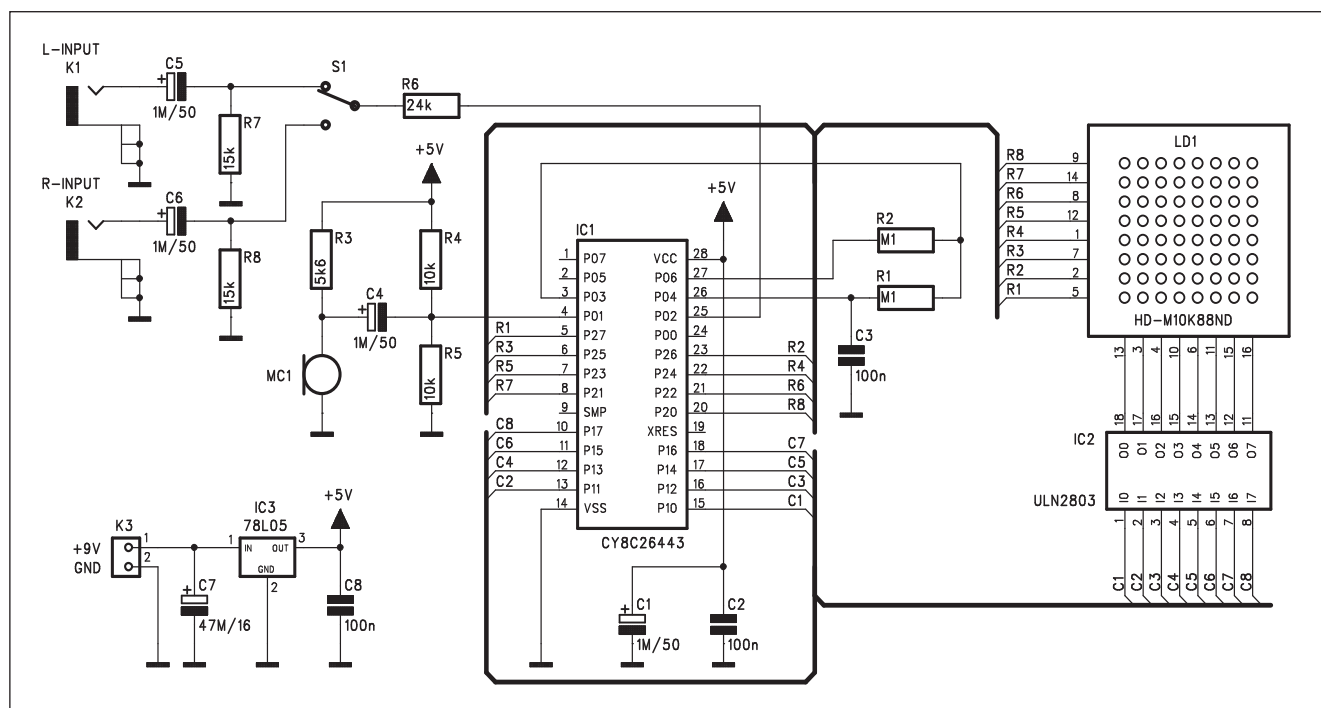 L-INPUT
K1
C5
+
1M/50
R7
15k
S1
R6
24k
R-INPUT
K2
C6
+
1M/50
R8
15k
+5V
R3
5k6
R4
10k
C4
+
1M/50
R5
10k
MC1
IC1
1 P07 VCC 28
2 P05 P06 27
3 P03 P04 26
4 P01 P02 25
5 P27 P00 24
6 P25 P26 23
7 P23 P24 22
8 P21 P22 21
9 SMP P20 20
10 P17 XRES 19
11 P15 P16 18
12 P13 P14 17
13 P11 P12 16
14 VSS P10 15
CY8C26443
R1
R3
R5
R7
C8
C6
C4
C2
R2
R4
R6
R8
C7
C5
C3
C1
+5V
R2
M1
R1
M1
C3
100n
C1
+
1M/50
C2
100n
R8 9
R7 14
R6 8
R5 12
R4 1
R3 7
R2 2
R1 5
LD1
HD-M10K88ND
13 3 4 10 6 11 15 16
18 17 16 15 14 13 12 11
IC2
O0 O1 O2 O3 O4 O5 O6 O7
ULN2803
I0 I1 I2 I3 I4 I5 I6 I7
1 2 3 4 5 6 7 8
C1 C2 C3 C4 C5 C6 C7 C8
K3
+9V 1
GND 2
IC3
78L05
1 IN OUT 3
GND
2
+5V
C7
+
47M/16
C8
100n